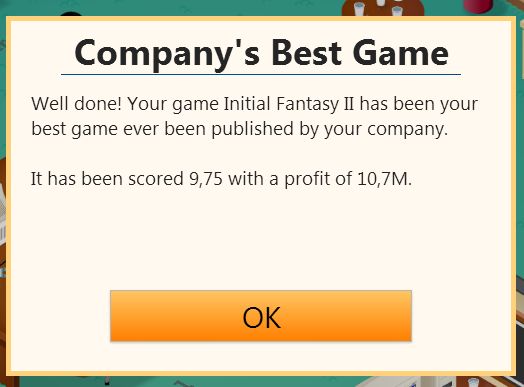 Company's Best Game
Well done! Your game Initial Fantasy II has been your
best game ever been published by your company.
It has been scored 9,75 with a profit of 10,7M.
OK